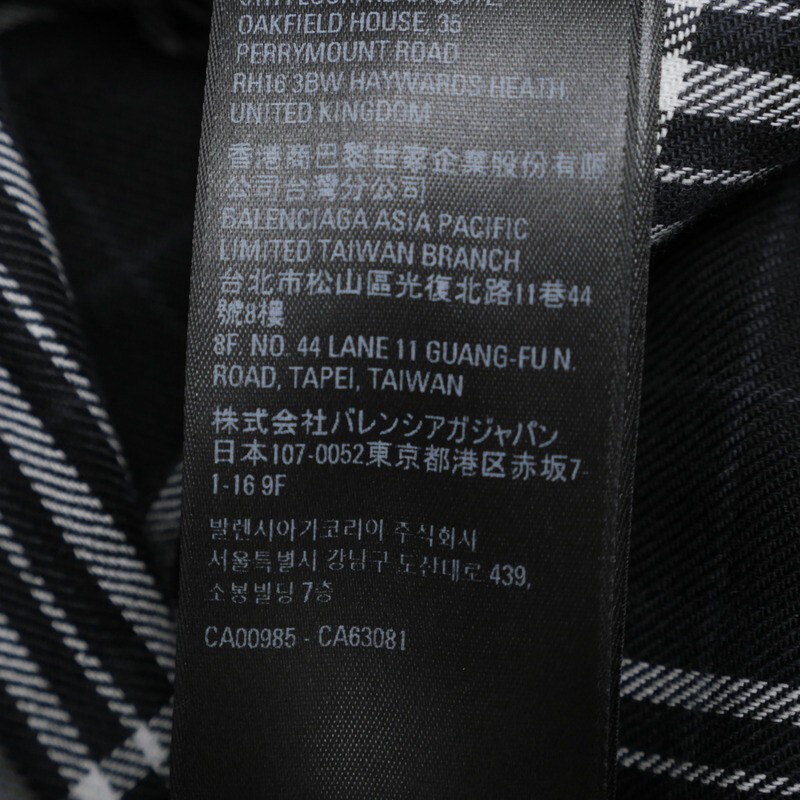 OAKFIELD HOUSE, 35
PERRYMOUNT ROAD
RH16 3BW HAYWARDS HEATH,
UNITED KINGDOM
香港商巴黎世家企業股份有限
公司台灣分公司
BALENCIAGA ASIA PACIFIC
LIMITED TAIWAN BRANCH
台北市松山區光復北路11巷44
號8樓
8F. NO. 44 LANE 11 GUANG-FU N.
ROAD, TAPEI, TAIWAN
株式会社バレンシアガジャパン
日本107-0052東京都港区赤坂7-
1-16 9F
발렌시아가코리아 주식회사
서울특별시 강남구 도산대로 439,
소봉빌딩 7층
CA00985 - CA63081